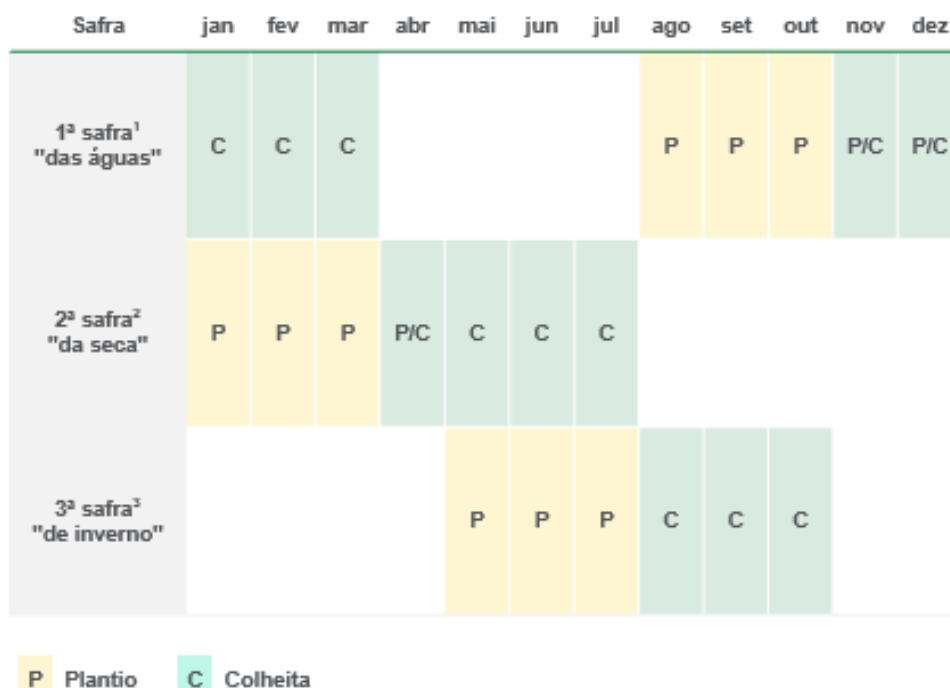 Safra jan fev mar abr mai jun jul ago set out nov dez
1ª safra¹
"das águas"
C C C P P P P/C P/C
2ª safra²
"da seca"
P P P P/C C C C
3ª safra³
"de inverno"
P P P C C C
P Plantio C Colheita